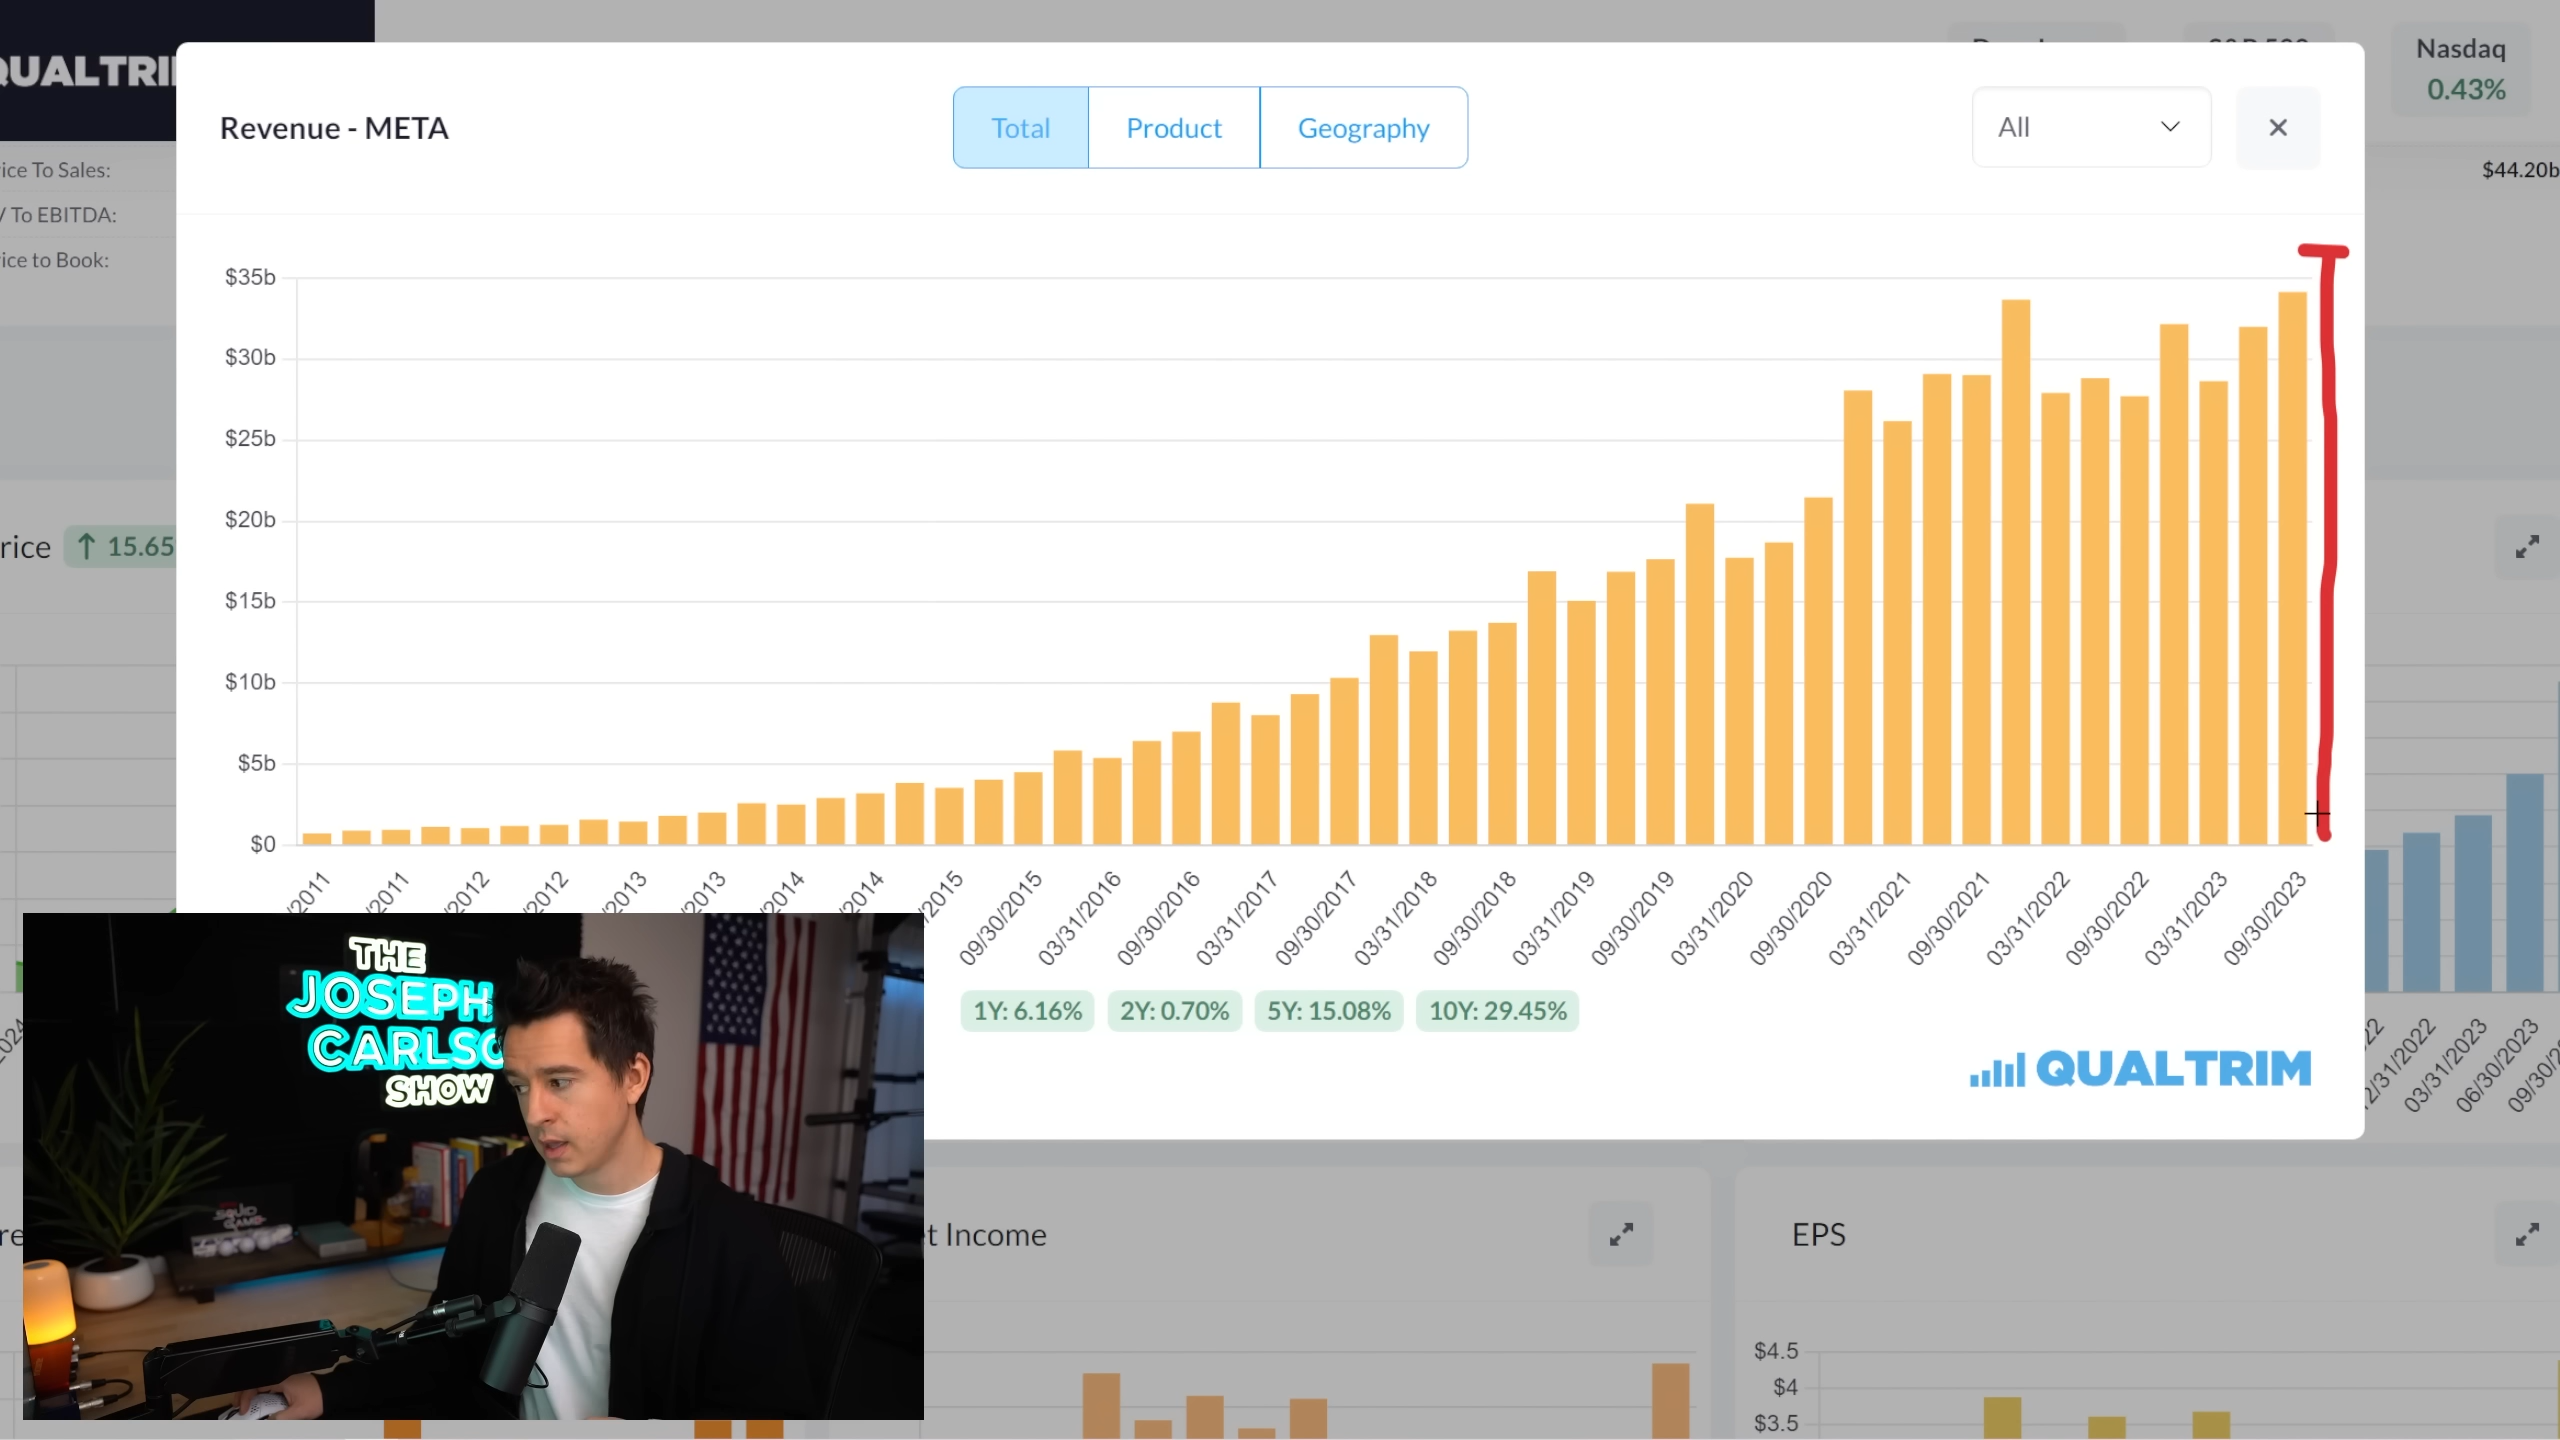 QUALTRI
Nasdaq
0.43%
Revenue - META
Total
Product
Geography
All
ice To Sales:
$44.20b
/ To EBITDA:
ice to Book:
$35b
$30b
$25b
$20b
$15b
$10b
$5b
$0
rice
↑ 15.65
/2011
/2011
/2012
/2012
/2013
/2013
/2014
/2014
/2015
09/30/2015
03/31/2016
09/30/2016
03/31/2017
09/30/2017
03/31/2018
09/30/2018
03/31/2019
09/30/2019
03/31/2020
09/30/2020
03/31/2021
09/30/2021
03/31/2022
09/30/2022
03/31/2023
09/30/2023
1Y: 6.16%
2Y: 0.70%
5Y: 15.08%
10Y: 29.45%
QUALTRIM
22
2/31/2022
03/31/2023
06/30/2023
THE
JOSEPH
CARLSO
SHOW
SQUID
GAME
t Income
EPS
$4.5
$4
$3.5